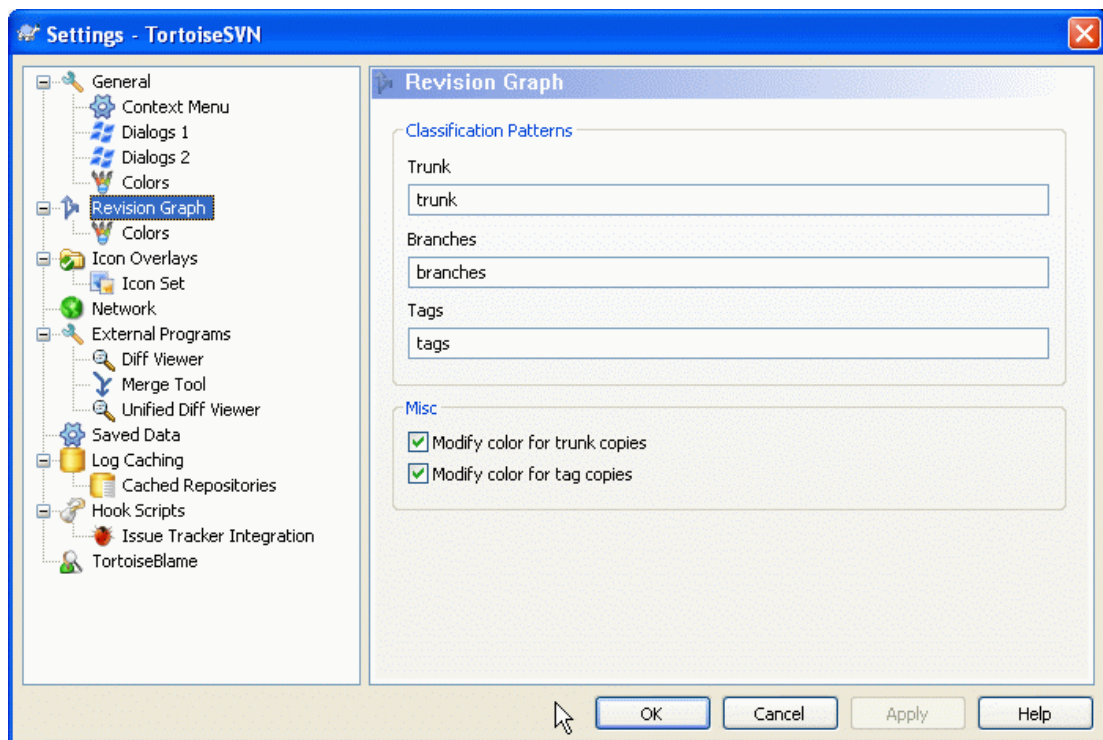 Settings - TortoiseSVN
General
Context Menu
Dialogs 1
Dialogs 2
Colors
Revision Graph
Colors
Icon Overlays
Icon Set
Network
External Programs
Diff Viewer
Merge Tool
Unified Diff Viewer
Saved Data
Log Caching
Cached Repositories
Hook Scripts
Issue Tracker Integration
TortoiseBlame
Revision Graph
Classification Patterns
Trunk
trunk
Branches
branches
Tags
tags
Misc
Modify color for trunk copies
Modify color for tag copies
OK
Cancel
Apply
Help